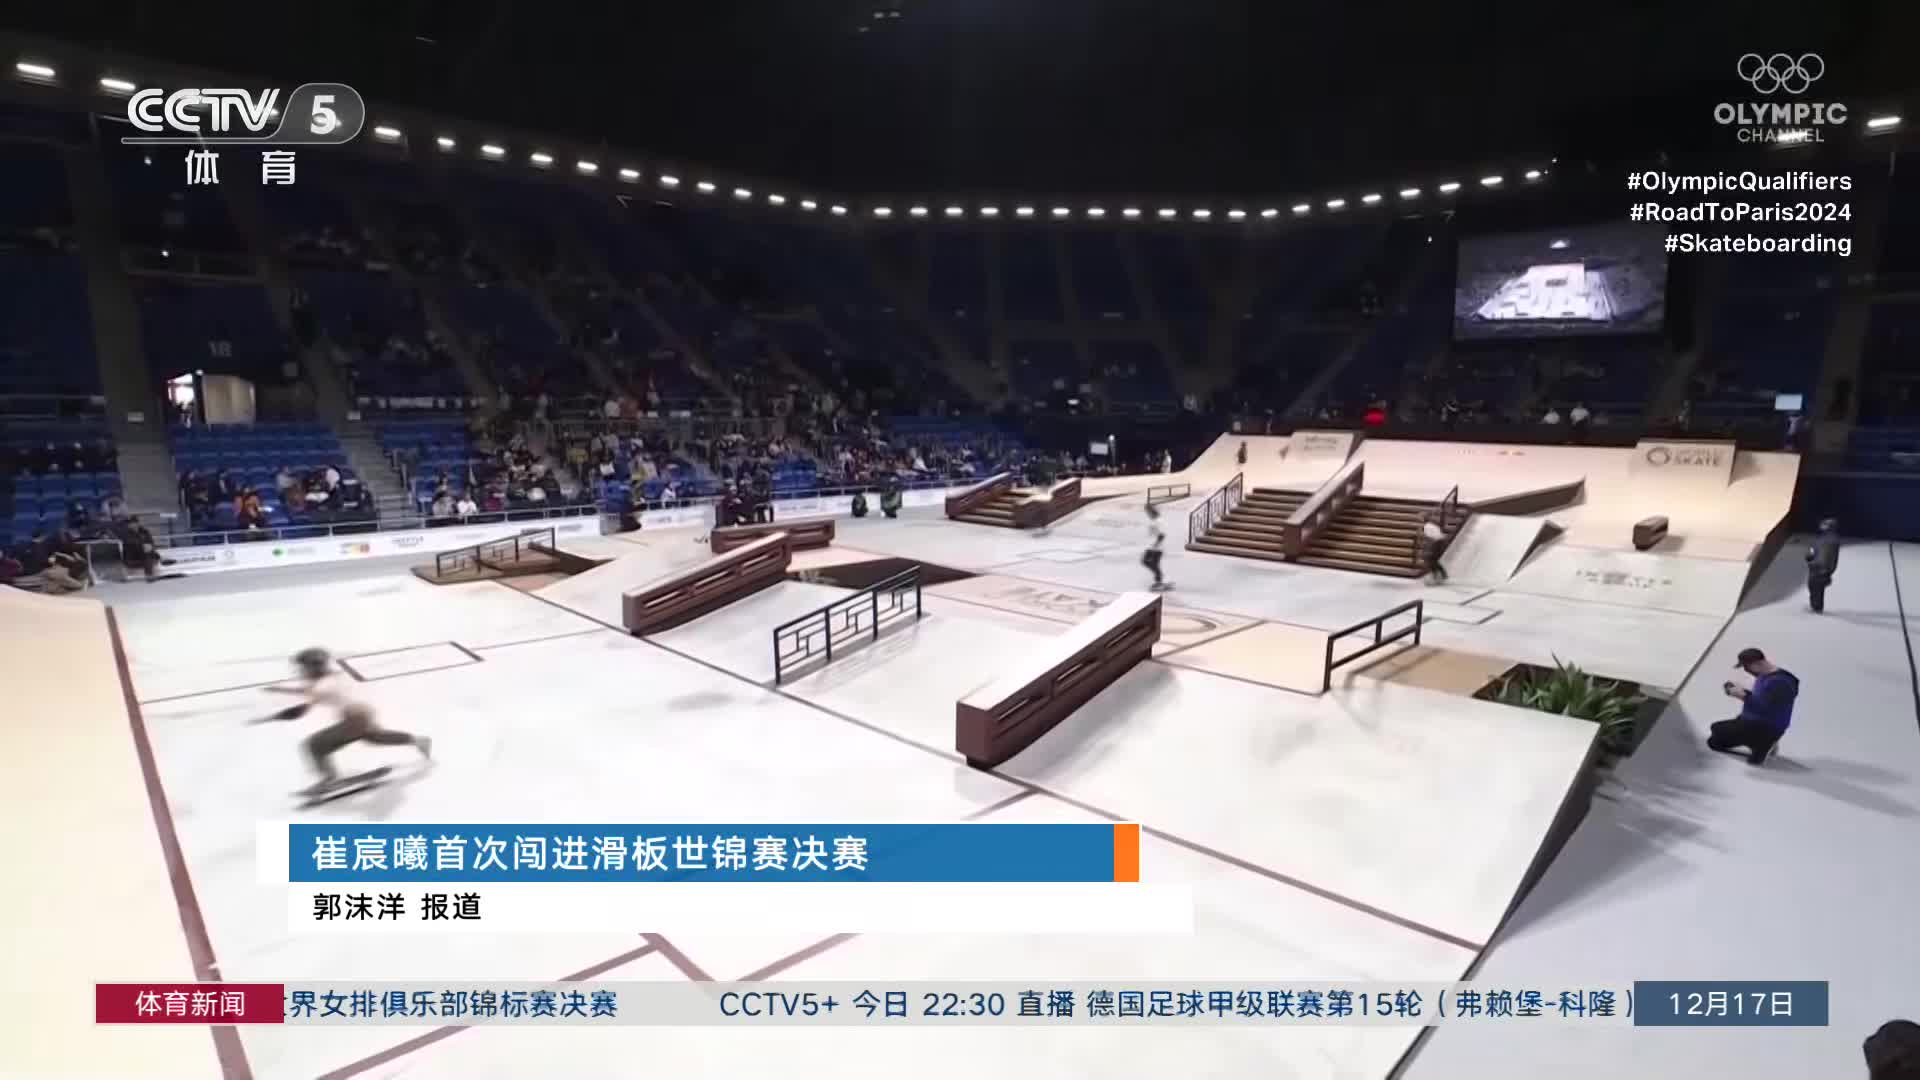 CCTV 5
体 育
OLYMPIC
CHANNEL
#OlympicQualifiers
#RoadToParis2024
#Skateboarding
18
WORLD
SKATE
崔宸曦首次闯进滑板世锦赛决赛
郭沫洋 报道
体育新闻
界女排俱乐部锦标赛决赛 CCTV5+ 今日 22:30 直播 德国足球甲级联赛第15轮（弗赖堡-科隆）
12月17日